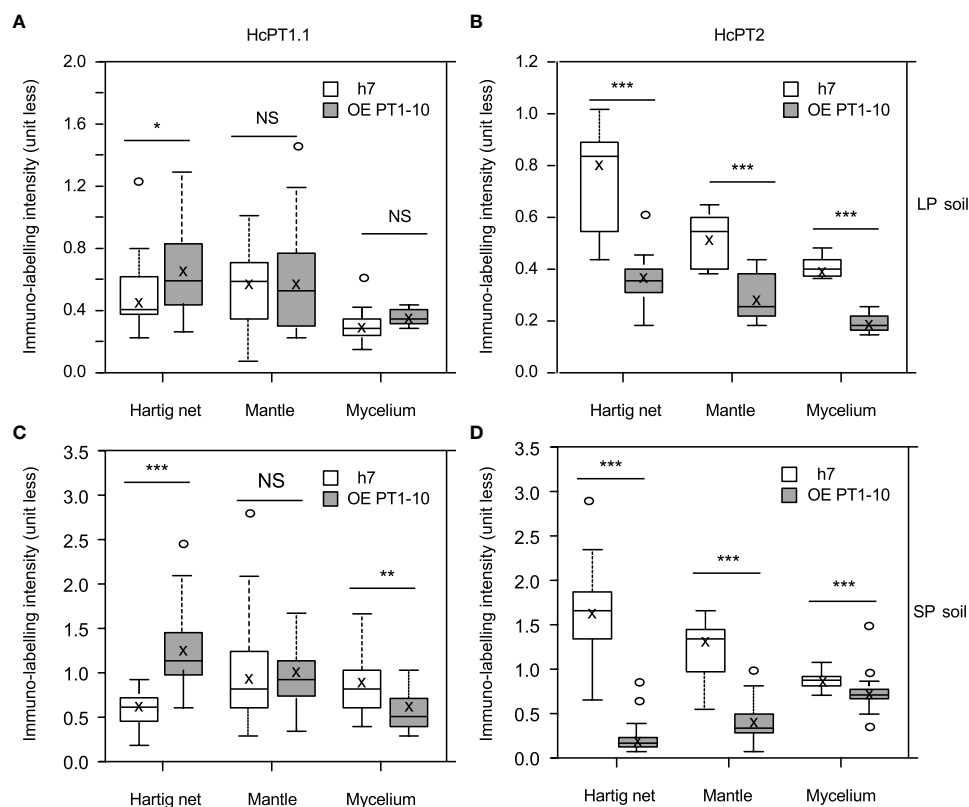 A
HcPT1.1
Immuno-labelling intensity (unit less)
2.0
1.6
1.2
0.8
0.4
0.0
h7
OE PT1-10
*
NS
NS
X
X
X
X
X
X
Hartig net
Mantle
Mycelium
B
HcPT2
Immuno-labelling intensity (unit less)
1.2
1.0
0.8
0.6
0.4
0.2
0.0
h7
OE PT1-10
***
***
***
X
X
X
X
X
X
Hartig net
Mantle
Mycelium
LP soil
C
Immuno-labelling intensity (unit less)
3.5
3.0
2.5
2.0
1.5
1.0
0.5
0.0
h7
OE PT1-10
***
NS
**
X
X
X
X
X
X
Hartig net
Mantle
Mycelium
D
Immuno-labelling intensity (unit less)
3.5
3.0
2.5
2.0
1.5
1.0
0.5
0.0
h7
OE PT1-10
***
***
***
X
X
X
X
X
X
Hartig net
Mantle
Mycelium
SP soil